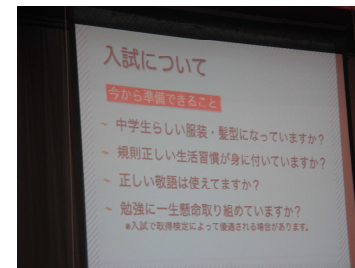 入試について
今から準備できること
~ 中学生らしい服装・髪型になっていますか？
~ 規則正しい生活習慣が身に付いていますか？
~ 正しい敬語は使えてますか？
~ 勉強に一生懸命取り組めていますか？
※入試で取得検定によって優遇される場合があります。